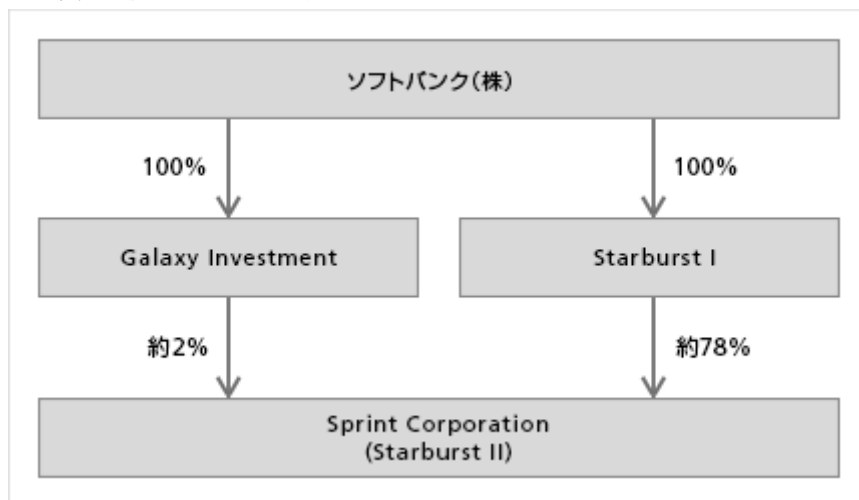 ソフトバンク(株)
100%
100%
Galaxy Investment
Starburst I
約2%
約78%
Sprint Corporation
(Starburst II)